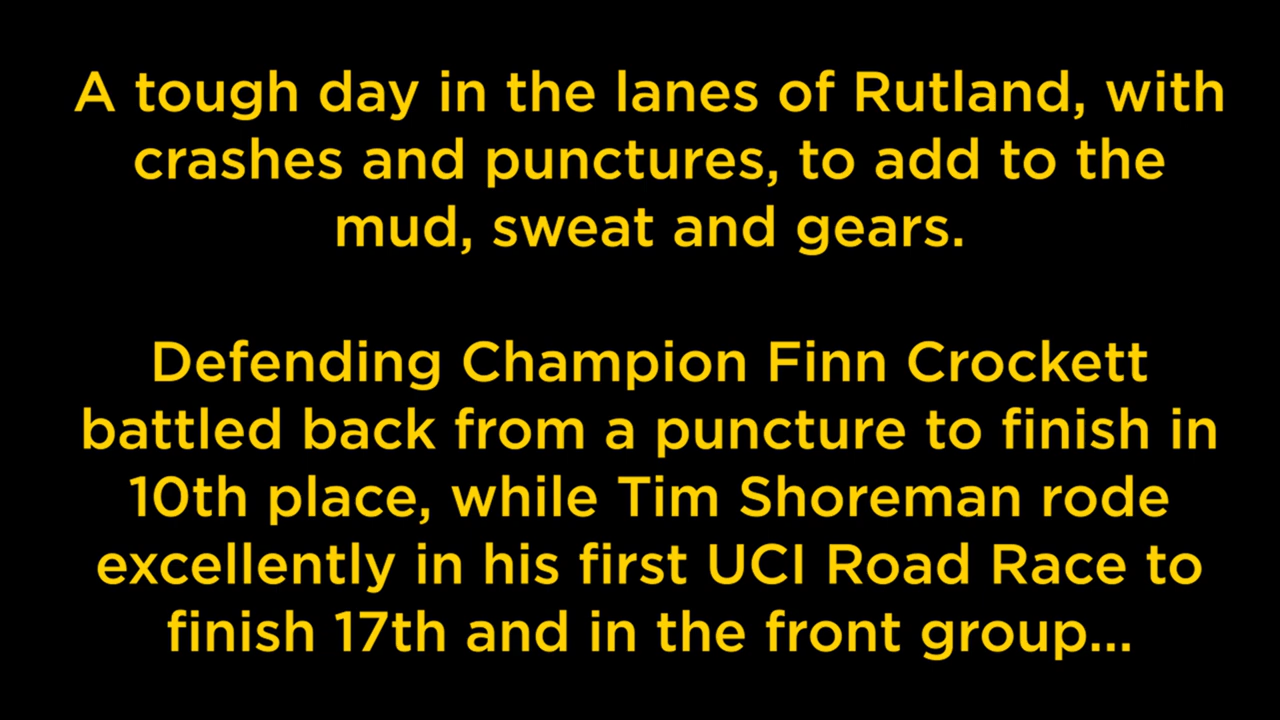 A tough day in the lanes of Rutland, with
crashes and punctures, to add to the
mud, sweat and gears.
Defending Champion Finn Crockett
battled back from a puncture to finish in
10th place, while Tim Shoreman rode
excellently in his first UCI Road Race to
finish 17th and in the front group...